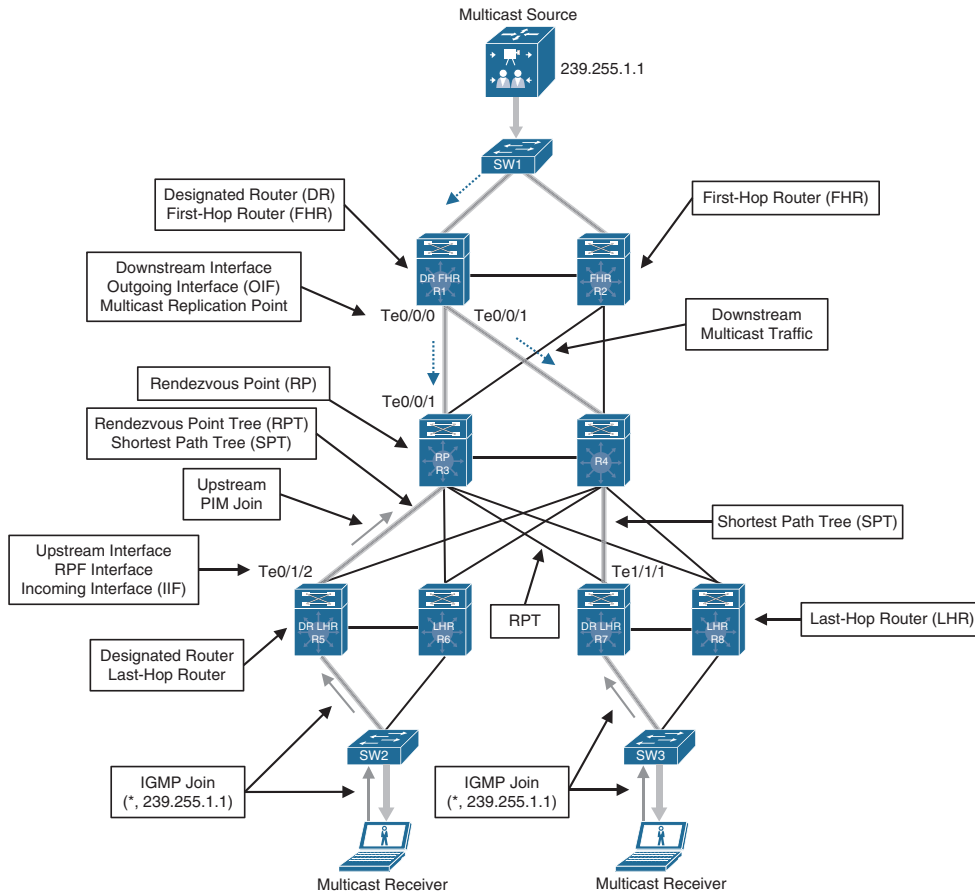 Multicast Source
239.255.1.1
SW1
Designated Router (DR)
First-Hop Router (FHR)
First-Hop Router (FHR)
DR FHR
R1
FHR
R2
Downstream Interface
Outgoing Interface (OIF)
Multicast Replication Point
Te0/0/0
Te0/0/1
Downstream
Multicast Traffic
Rendezvous Point (RP)
Te0/0/1
Rendezvous Point Tree (RPT)
Shortest Path Tree (SPT)
RP
R3
R4
Upstream
PIM Join
Shortest Path Tree (SPT)
Upstream Interface
RPF Interface
Incoming Interface (IIF)
Te0/1/2
Te1/1/1
RPT
DR LHR
R5
LHR
R6
DR LHR
R7
LHR
R8
Last-Hop Router (LHR)
Designated Router
Last-Hop Router
SW2
SW3
IGMP Join
(*, 239.255.1.1)
IGMP Join
(*, 239.255.1.1)
Multicast Receiver
Multicast Receiver